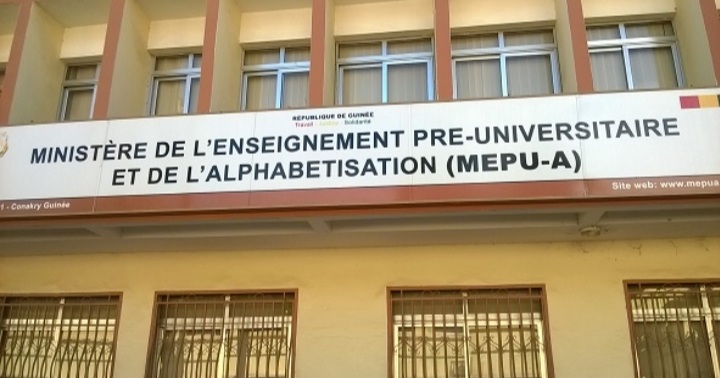 RÉPUBLIQUE DE GUINÉE
Travail - Justice - Solidarité
MINISTÈRE DE L'ENSEIGNEMENT PRE-UNIVERSITAIRE
ET DE L'ALPHABETISATION (MEPU-A)
1 - Conakry Guinée
Site web: www.mepua